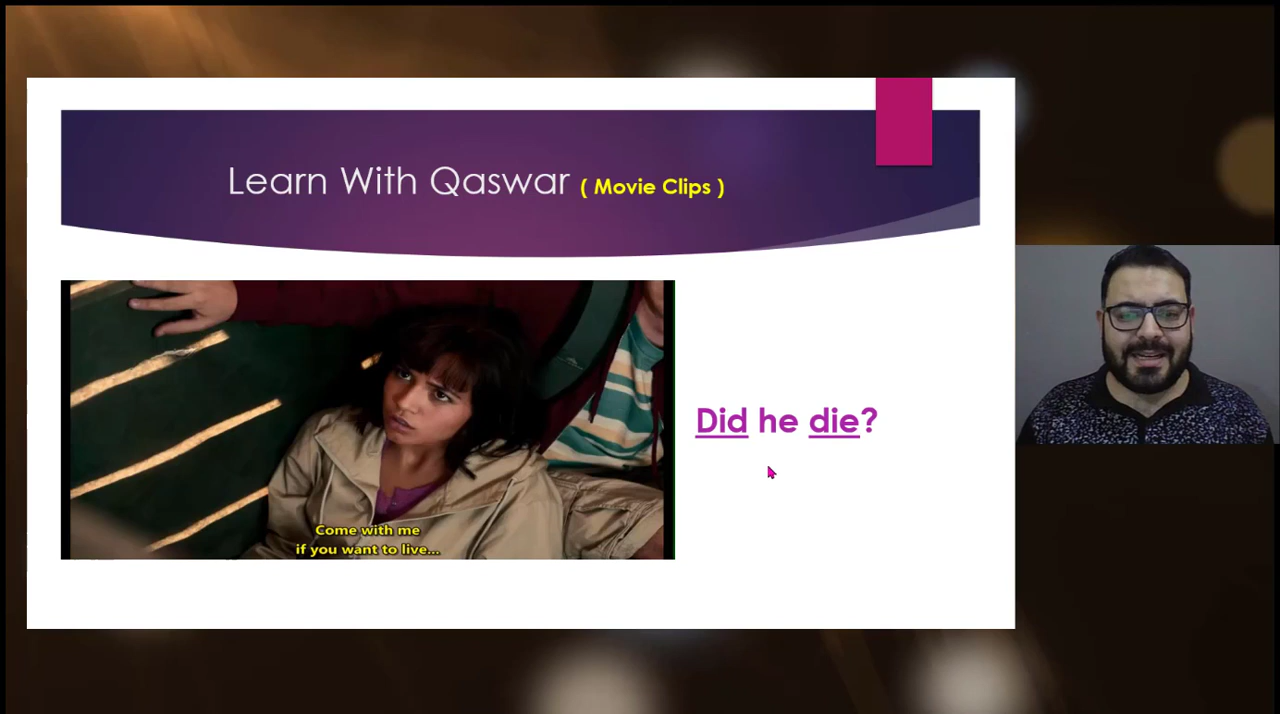 Learn With Qaswar ( Movie Clips )
Come with me
if you want to live...
Did he die?